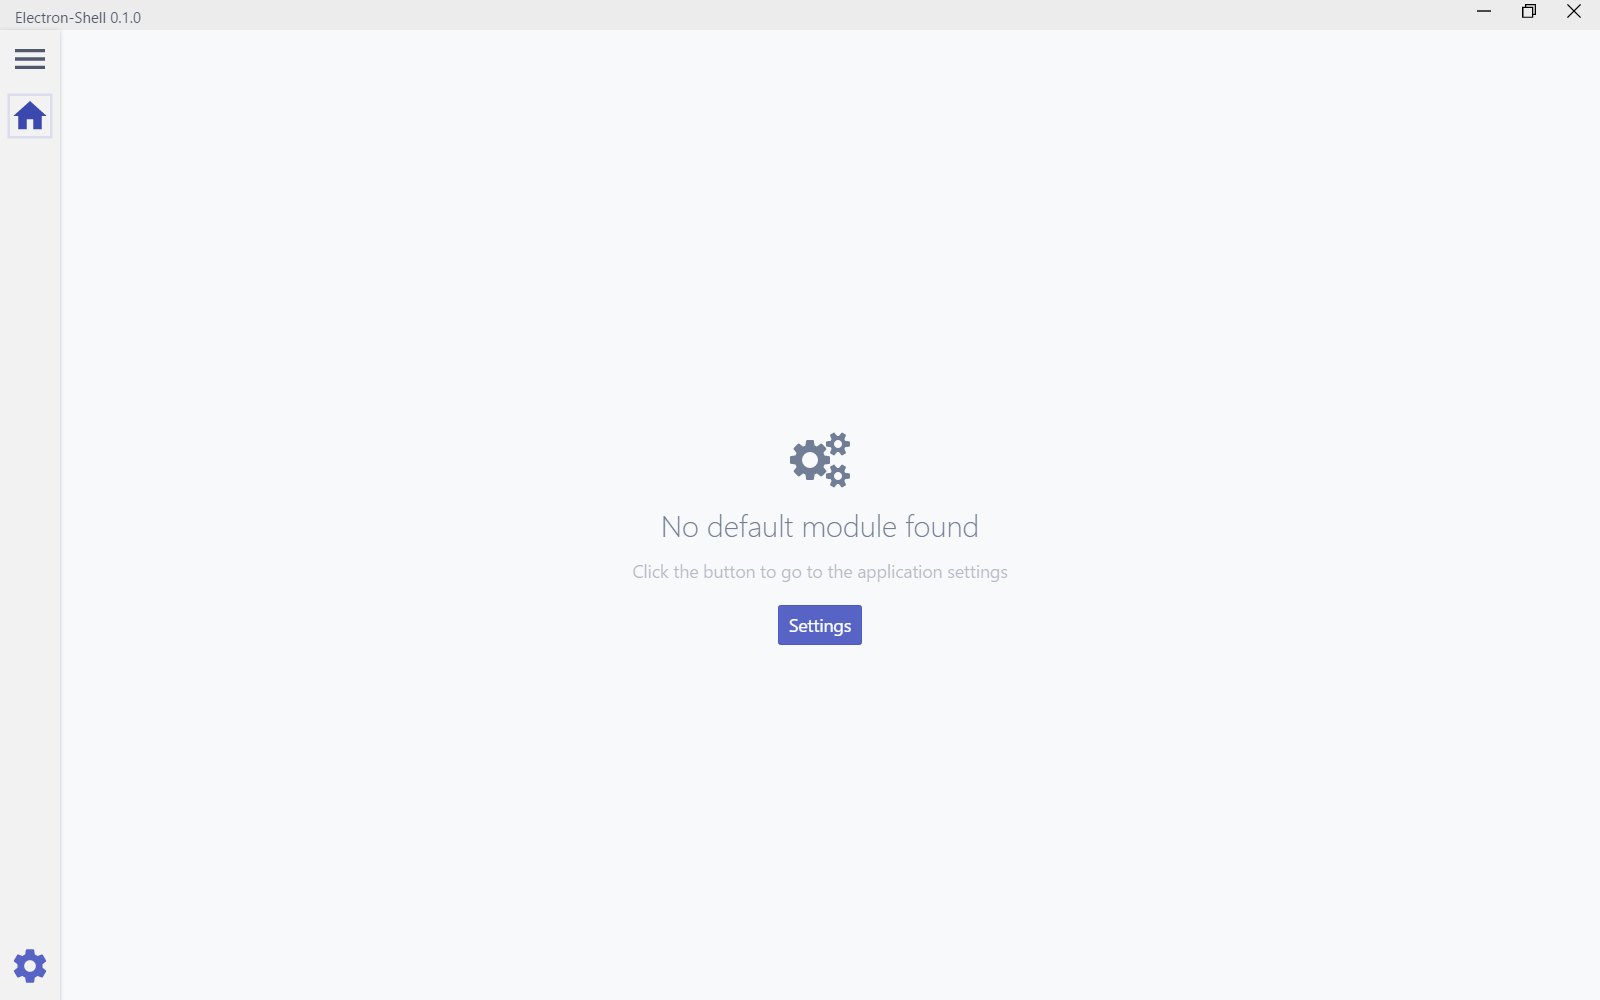 Electron-Shell 0.1.0
No default module found
Click the button to go to the application settings
Settings